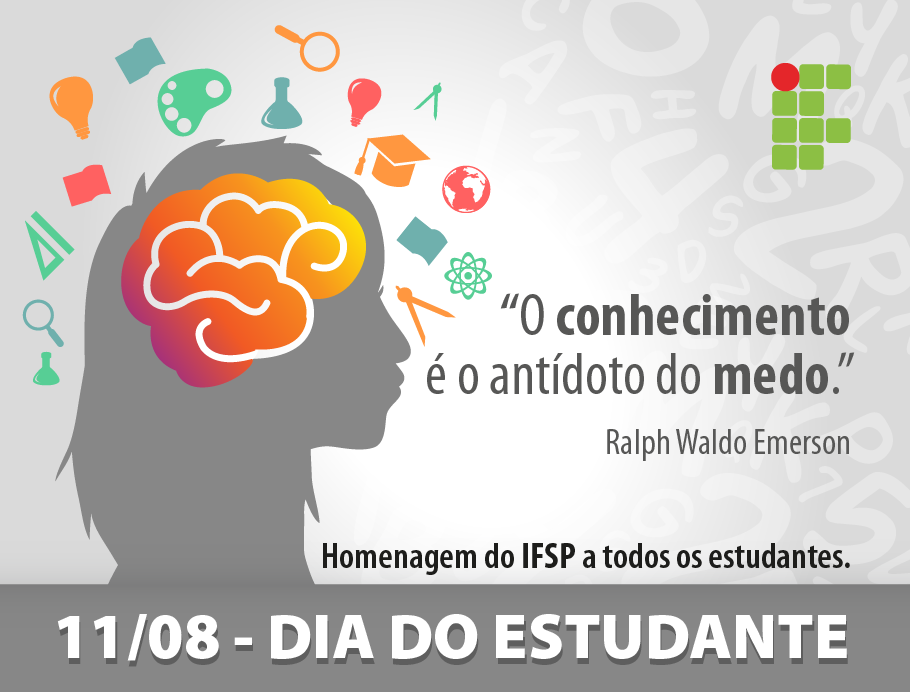 “O conhecimento
é o antídoto do medo.”
Ralph Waldo Emerson
Homenagem do IFSP a todos os estudantes.
11/08 - DIA DO ESTUDANTE